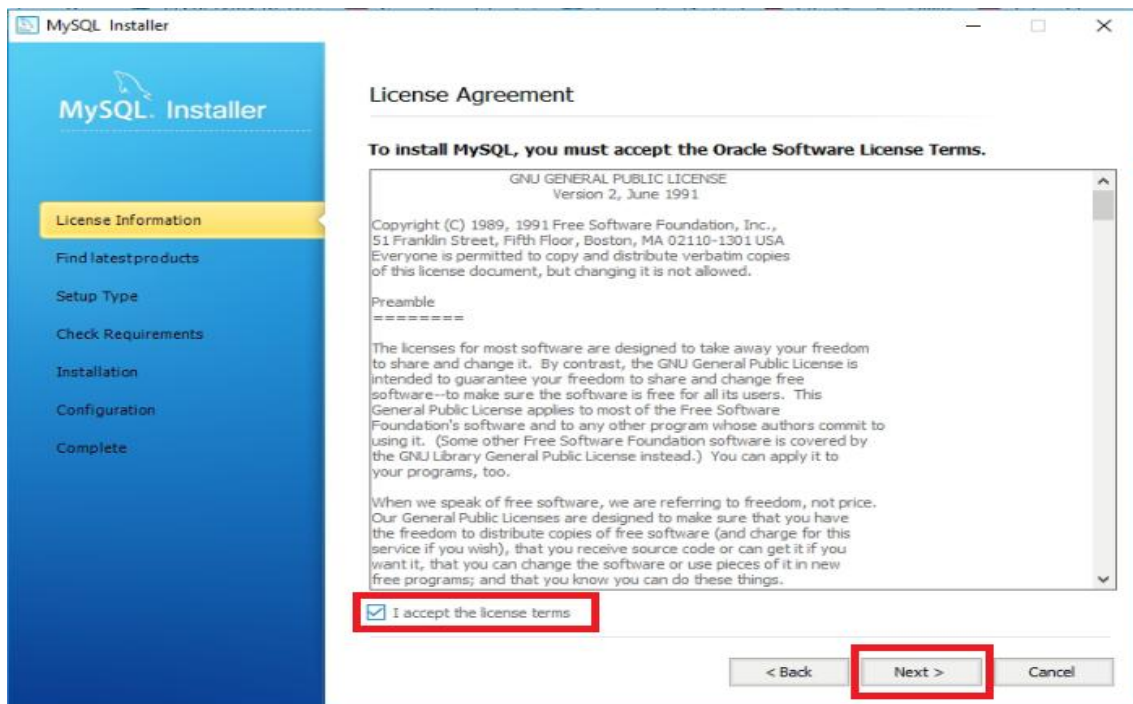 MySQL Installer
MySQL. Installer
License Information
Find latestproducts
Setup Type
Check Requirements
Installation
Configuration
Complete
License Agreement
To install MySQL, you must accept the Oracle Software License Terms.
GNU GENERAL PUBLIC LICENSE
Version 2, June 1991
Copyright (C) 1989, 1991 Free Software Foundation, Inc.,
51 Franklin Street, Fifth Floor, Boston, MA 02110-1301 USA
Everyone is permitted to copy and distribute verbatim copies
of this license document, but changing it is not allowed.
Preamble
========
The licenses for most software are designed to take away your freedom
to share and change it. By contrast, the GNU General Public License is
intended to guarantee your freedom to share and change free
software--to make sure the software is free for all its users. This
General Public License applies to most of the Free Software
Foundation's software and to any other program whose authors commit to
using it. (Some other Free Software Foundation software is covered by
the GNU Library General Public License instead.) You can apply it to
your programs, too.
When we speak of free software, we are referring to freedom, not price.
Our General Public Licenses are designed to make sure that you have
the freedom to distribute copies of free software (and charge for this
service if you wish), that you receive source code or can get it if you
want it, that you can change the software or use pieces of it in new
free programs; and that you know you can do these things.
I accept the license terms
< Back
Next >
Cancel